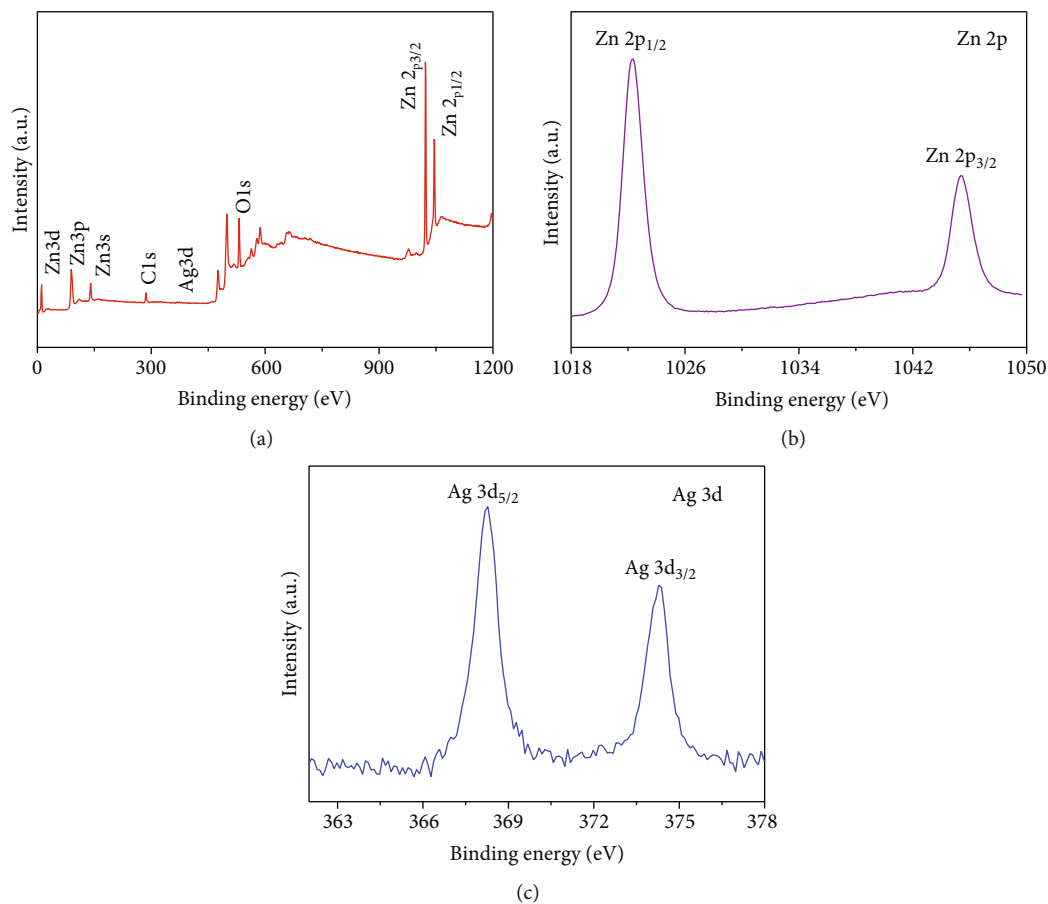 Intensity (a.u.)
Zn3d
Zn3p
Zn3s
C1s
Ag3d
O1s
Zn 2p3/2
Zn 2p1/2
0 300 600 900 1200
Binding energy (eV)
(a)
Intensity (a.u.)
Zn 2p1/2
Zn 2p
Zn 2p3/2
1018 1026 1034 1042 1050
Binding energy (eV)
(b)
Intensity (a.u.)
Ag 3d5/2
Ag 3d
Ag 3d3/2
363 366 369 372 375 378
Binding energy (eV)
(c)